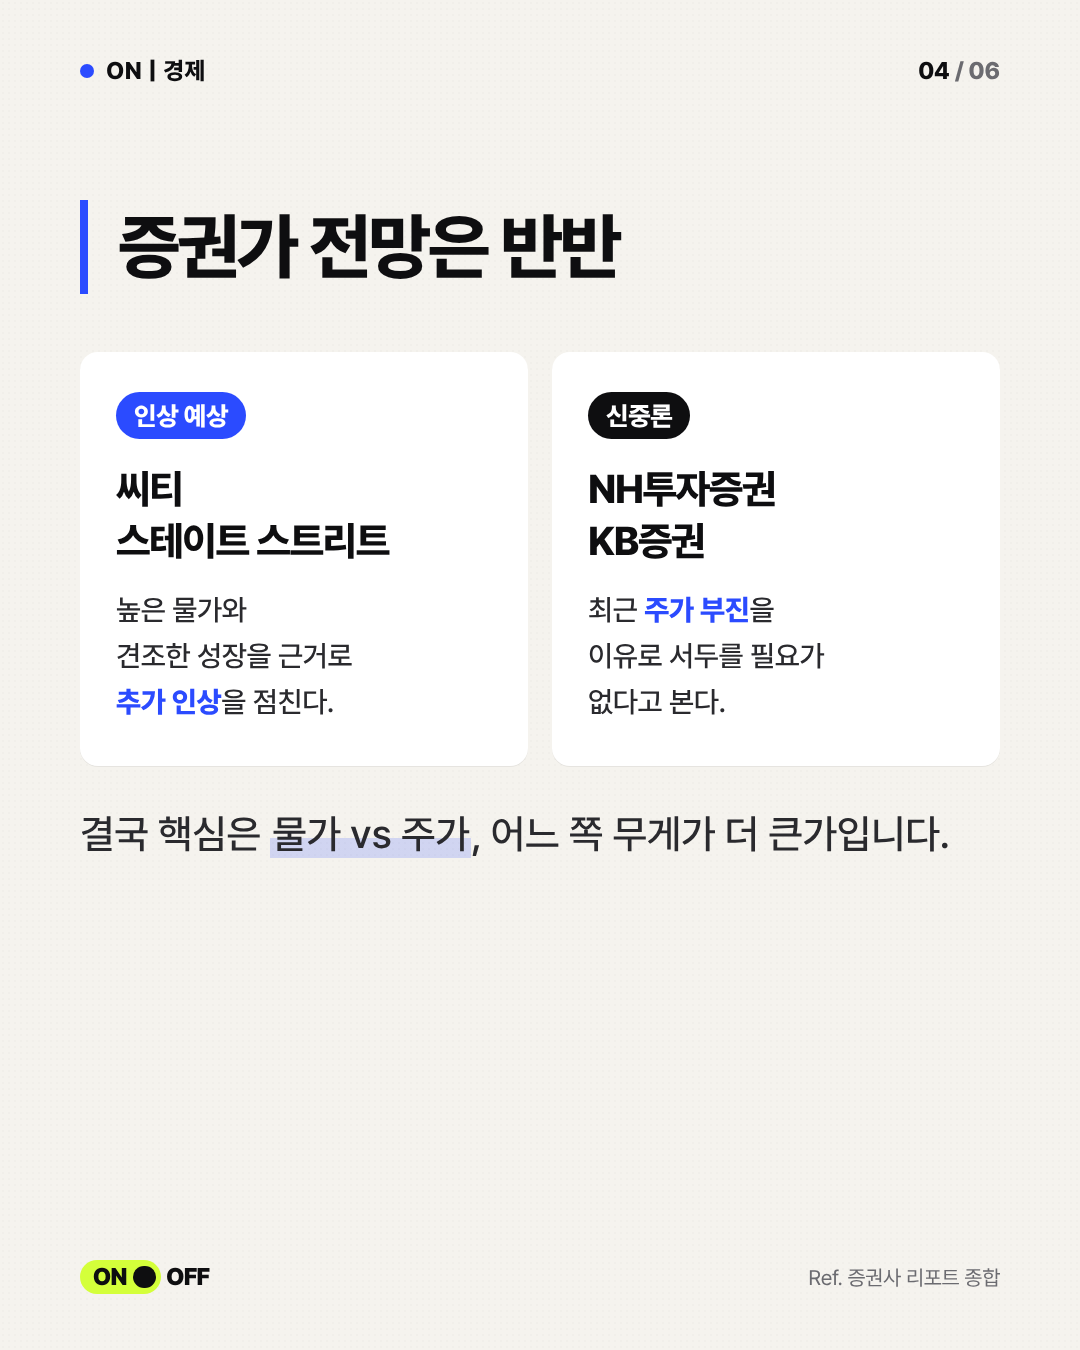 ON | 경제
04 / 06
증권가 전망은 반반
인상 예상
씨티
스테이트 스트리트
높은 물가와
견조한 성장을 근거로
추가 인상을 점친다.
신중론
NH투자증권
KB증권
최근 주가 부진을
이유로 서두를 필요가
없다고 본다.
결국 핵심은 물가 vs 주가, 어느 쪽 무게가 더 큰가입니다.
ON OFF
Ref. 증권사 리포트 종합